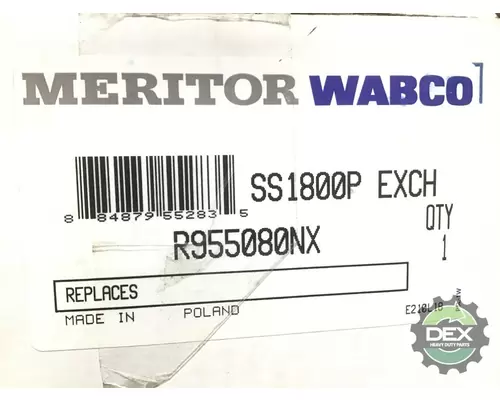 MERITOR WABCO
SS1800P EXCH
8 84879 55283 5
QTY
R955080NX
1
REPLACES
MADE IN POLAND
E210L18
DEX
HEAVY DUTY PARTS